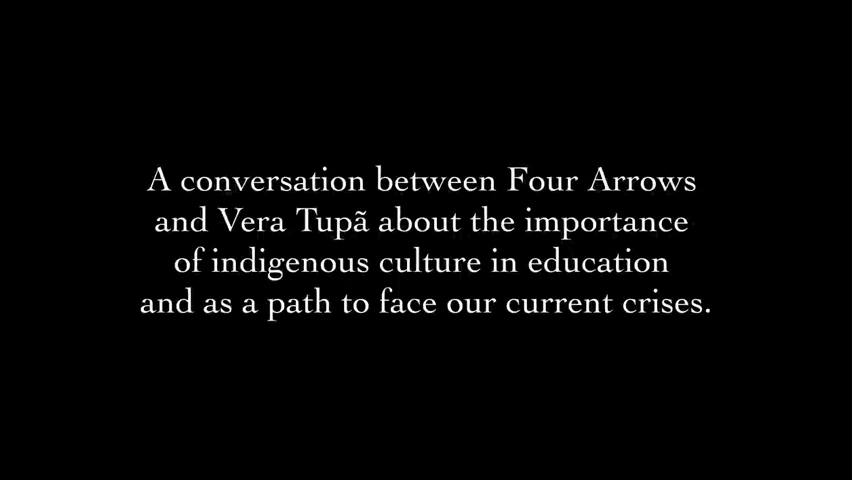 A conversation between Four Arrows
and Vera Tupã about the importance
of indigenous culture in education
and as a path to face our current crises.